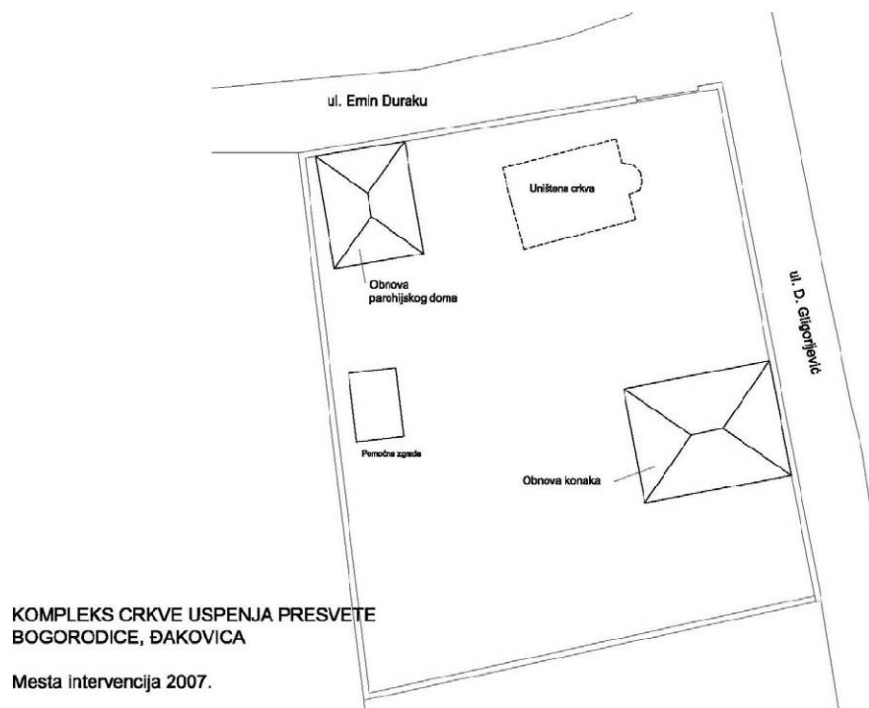 ul. Emin Duraku
Uništena crkva
ul. D. Gligorijević
Obnova
parohijskog doma
Pomoćna zgrada
Obnova konaka
KOMPLEKS CRKVE USPENJA PRESVETE
BOGORODICE, ĐAKOVICA
Mesta intervencija 2007.